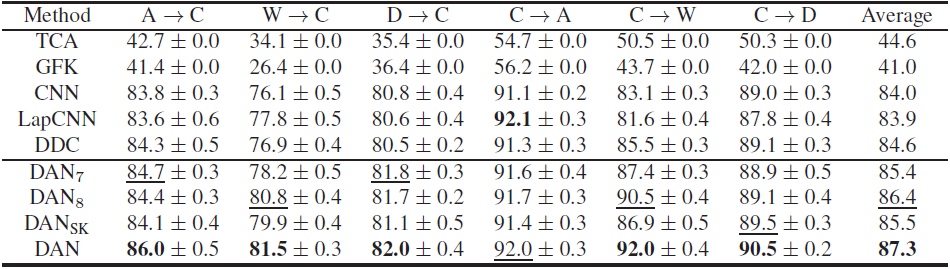 Method A → C W → C D → C C → A C → W C → D Average
TCA 42.7 ± 0.0 34.1 ± 0.0 35.4 ± 0.0 54.7 ± 0.0 50.5 ± 0.0 50.3 ± 0.0 44.6
GFK 41.4 ± 0.0 26.4 ± 0.0 36.4 ± 0.0 56.2 ± 0.0 43.7 ± 0.0 42.0 ± 0.0 41.0
CNN 83.8 ± 0.3 76.1 ± 0.5 80.8 ± 0.4 91.1 ± 0.2 83.1 ± 0.3 89.0 ± 0.3 84.0
LapCNN 83.6 ± 0.6 77.8 ± 0.5 80.6 ± 0.4 92.1 ± 0.3 81.6 ± 0.4 87.8 ± 0.4 83.9
DDC 84.3 ± 0.5 76.9 ± 0.4 80.5 ± 0.2 91.3 ± 0.3 85.5 ± 0.3 89.1 ± 0.3 84.6
DAN₇ 84.7 ± 0.3 78.2 ± 0.5 81.8 ± 0.3 91.6 ± 0.4 87.4 ± 0.3 88.9 ± 0.5 85.4
DAN₈ 84.4 ± 0.3 80.8 ± 0.4 81.7 ± 0.2 91.7 ± 0.3 90.5 ± 0.4 89.1 ± 0.4 86.4
DANSK 84.1 ± 0.4 79.9 ± 0.4 81.1 ± 0.5 91.4 ± 0.3 86.9 ± 0.5 89.5 ± 0.3 85.5
DAN 86.0 ± 0.5 81.5 ± 0.3 82.0 ± 0.4 92.0 ± 0.3 92.0 ± 0.4 90.5 ± 0.2 87.3